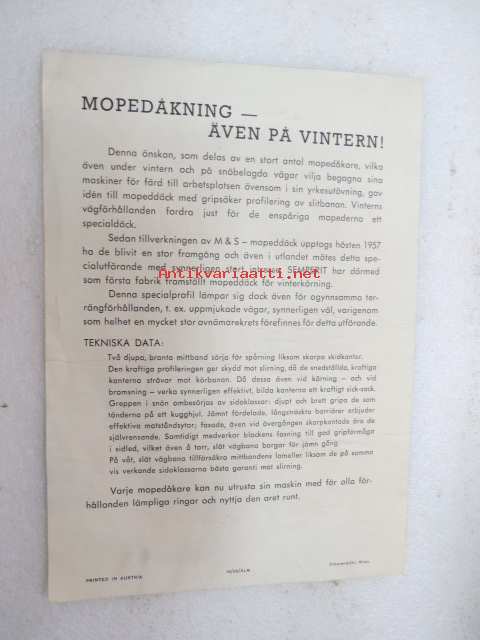 MOPEDÅKNING —
ÄVEN PÅ VINTERN!
Denna önskan, som delas av en stort antal mopedåkare, vilka
även under vintern och på snöbelagda vägar vilja begagna sina
maskiner för färd till arbetsplatsen ävensom i sin yrkesutövning, gav
idén till mopeddäck med gripsäker profilering av slitbanan. Vinterns
vägförhållanden fordra just för de enspåriga mopederna ett
specialdäck.
Sedan tillverkningen av M & S – mopeddäck upptags hösten 1957
ha de blivit en stor framgång och även i utlandet mötes detta spe-
cialutförande med synnerligen stort intresse. SEMPERIT har därmed
som första fabrik framställt mopeddäck för vinterkörning.
Antikvariaatti.net
Denna specialprofil lämpar sig dock även för ogynnsamma ter-
rängförhållanden, t. ex. uppmjukade vägar, synnerligen väl, varigenom
som helhet en mycket stor avnämarekrets förefinnes för detta utförande.
TEKNISKA DATA:
Två djupa, branta mittband sörja för spårning liksom skarpa skidkantar.
Den kraftiga profileringen ger skydd mot slirning, då de snedställda, kraftiga
kanterna strävar mot körbanan. Då dessa även vid körning — och vid
bromsning – verka synnerligen effektivt, bilda kanterna ett kraftigt sick-sack.
Greppen i snön ombesörjas av sidoklossar: djupt och brett gripa de som
tänderna på ett kugghjul. Jämnt fördelade, långsträckta barriärer erbjuder
effektiva motståndsytor; fasade, även vid övergången skarpkantade äro de
självrensande. Samtidigt medverkar blockens fasning till god gripförmåga
i sidled, vilket även å torr, slät vägbana borgar för jämn gång.
På våt, slät vägbana tillförsäkra mittbandens lameller liksom de på samma
vis verkande sidoklossarna bästa garanti mot slirning.
Varje mopedåkare kan nu utrusta sin maskin med för alla för-
hållanden lämpliga ringar och nyttja den aret runt.
PRINTED IN AUSTRIA